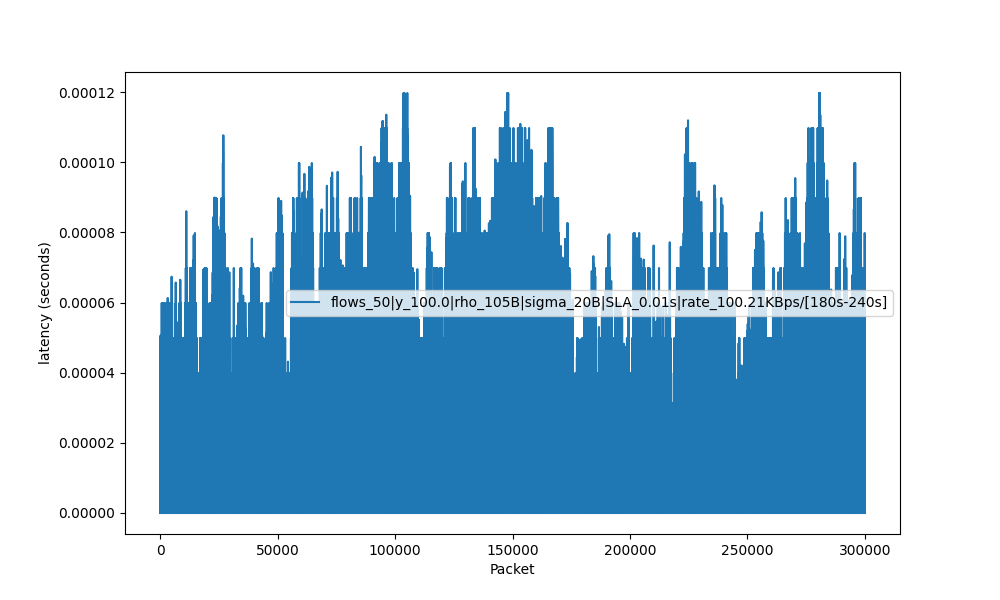 0.00012
0.00010
0.00008
0.00006
0.00004
0.00002
0.00000
latency (seconds)
flows_50|y_100.0|rho_105B|sigma_20B|SLA_0.01s|rate_100.21KBps/[180s-240s]
0 50000 100000 150000 200000 250000 300000
Packet